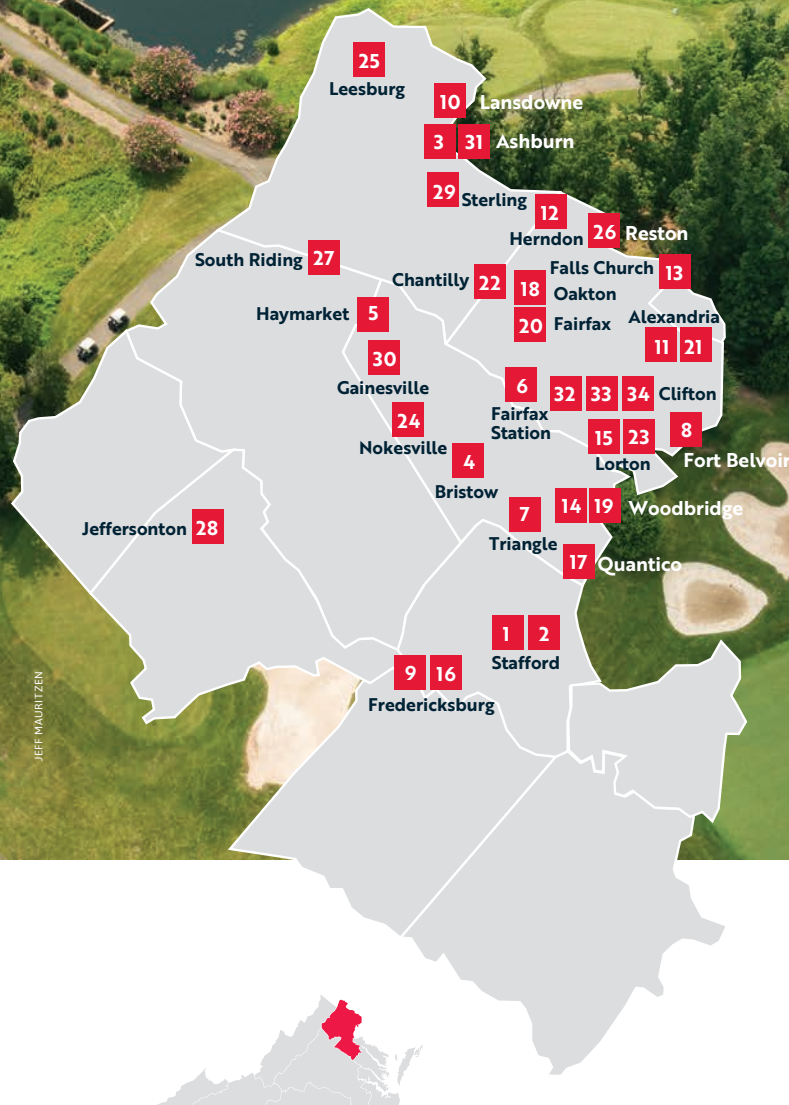 25
Leesburg
10 Lansdowne
3 31 Ashburn
29 Sterling
12
Herndon
26 Reston
South Riding 27
Chantilly 22
Falls Church 13
18 Oakton
Haymarket 5
20 Fairfax
Alexandria
11 21
30
Gainesville
6
Fairfax
Station
32 33 34 Clifton
24
Nokesville
15 23
Lorton
8
Fort Belvoir
4
Bristow
14 19 Woodbridge
7
Triangle
Jeffersonton 28
17 Quantico
1 2
Stafford
9 16
Fredericksburg
JEFF MAURITZEN